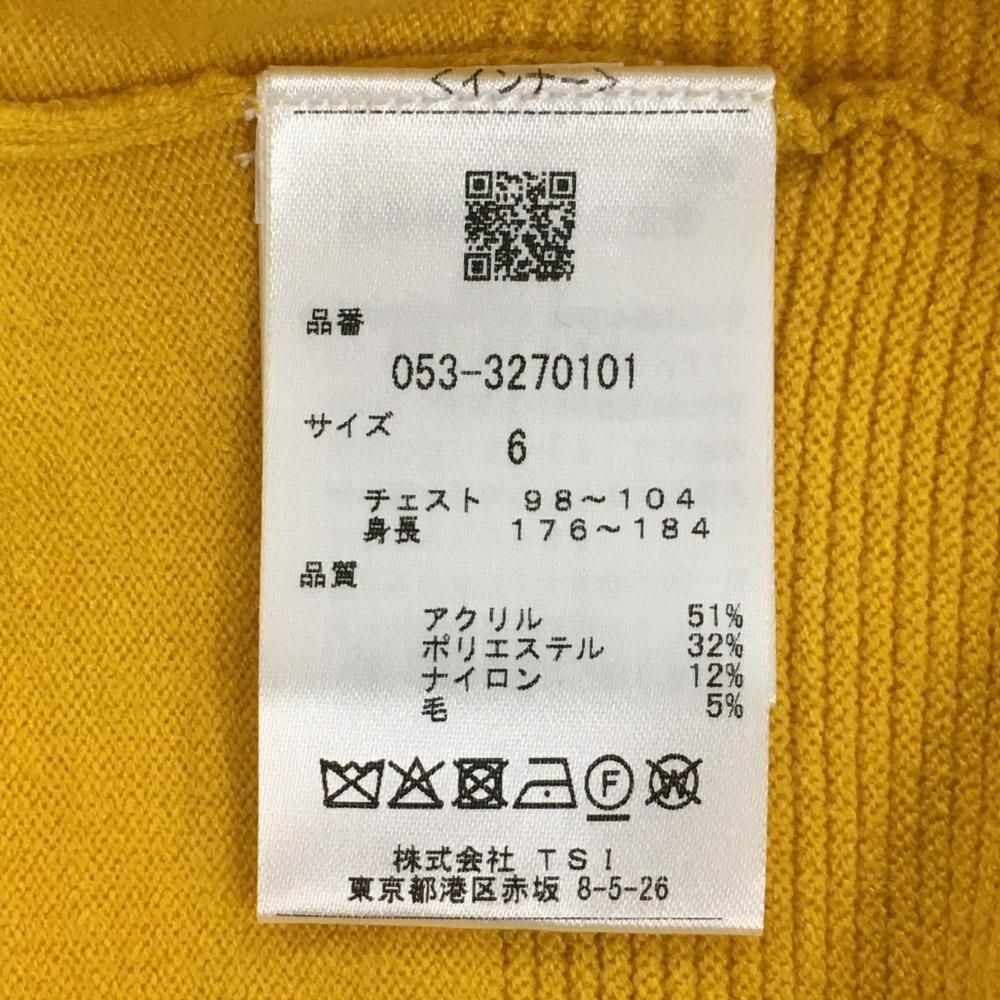 <インナー>
品番
053-3270101
サイズ
6
チェスト 98～104
身長 176～184
品質
アクリル 51%
ポリエステル 32%
ナイロン 12%
毛 5%
F W
株式会社 TSI
東京都港区赤坂 8-5-26